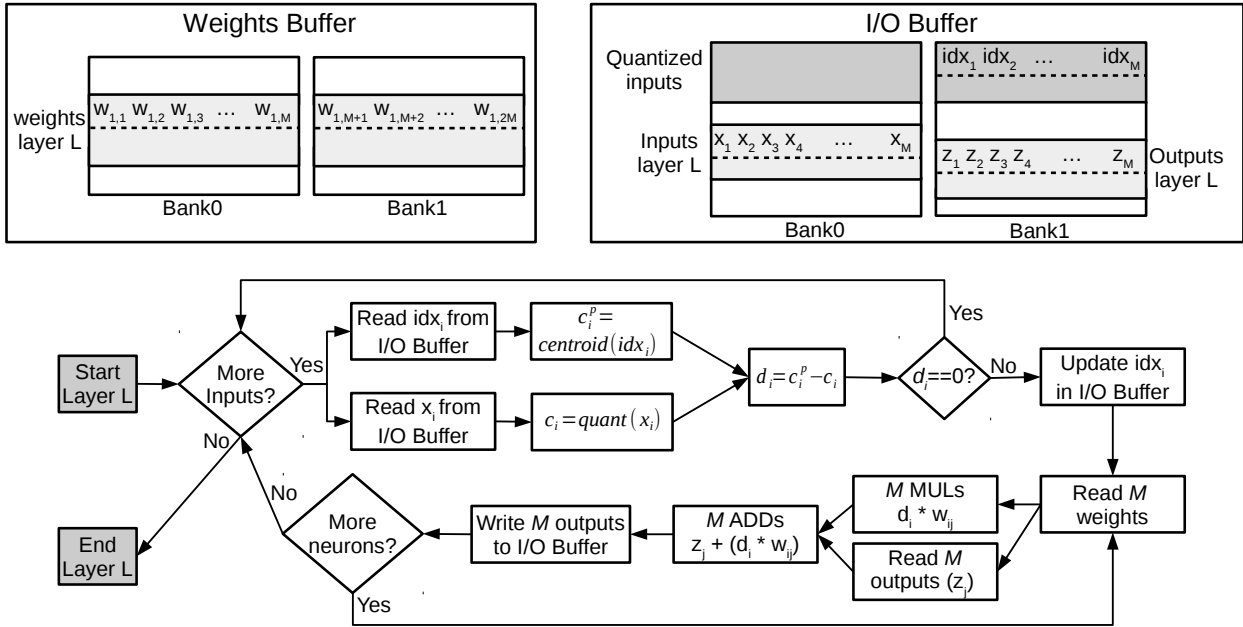 Weights Buffer
weights
layer L
w1,1 w1,2 w1,3 ... w1,M
w1,M+1 w1,M+2 ... w1,2M
Bank0
Bank1
I/O Buffer
Quantized
inputs
idx1 idx2 ... idxM
Inputs
layer L
x1 x2 x3 x4 ... xM
z1 z2 z3 z4 ... zM
Outputs
layer L
Bank0
Bank1
Start
Layer L
More
Inputs?
Yes
No
Read idxi from
I/O Buffer
c_i^p=
centroid(idxi)
Read xi from
I/O Buffer
ci=quant(xi)
di=c_i^p−ci
di==0?
Yes
No
Update idxi
in I/O Buffer
Read M
weights
M MULs
di * wij
Read M
outputs (zj)
M ADDs
zj + (di * wij)
Write M outputs
to I/O Buffer
More
neurons?
No
Yes
End
Layer L